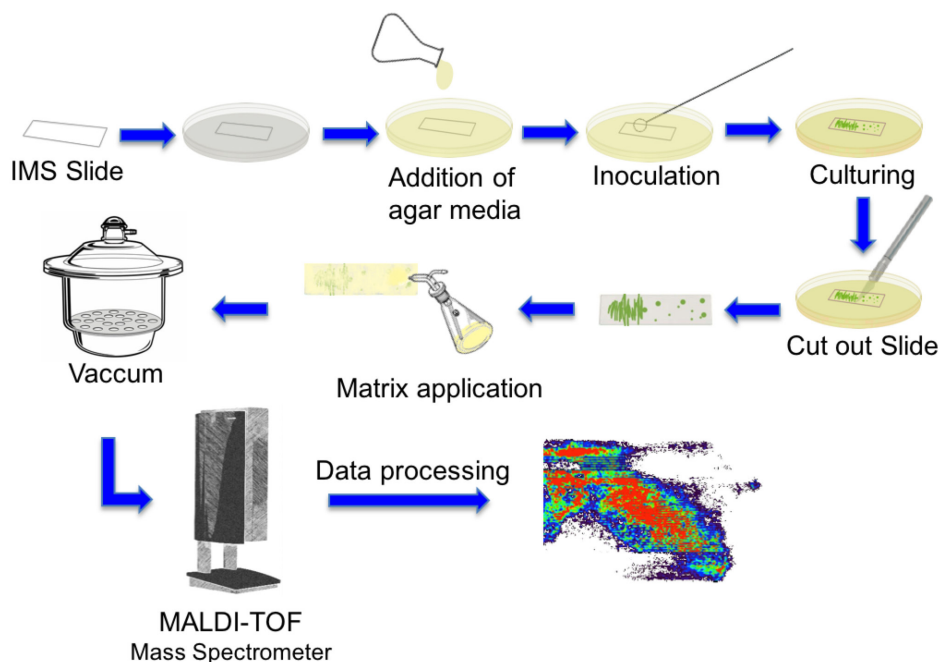 IMS Slide
Addition of
agar media
Inoculation
Culturing
Cut out Slide
Matrix application
Vaccum
MALDI-TOF
Mass Spectrometer
Data processing